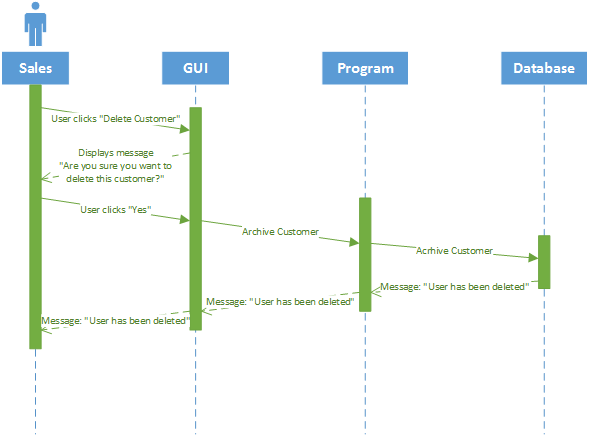 Sales
GUI
Program
Database
User clicks "Delete Customer"
Displays message
"Are you sure you want to
delete this customer?"
User clicks "Yes"
Archive Customer
Acrhive Customer
Message: "User has been deleted"
Message: "User has been deleted"
Message: "User has been deleted"